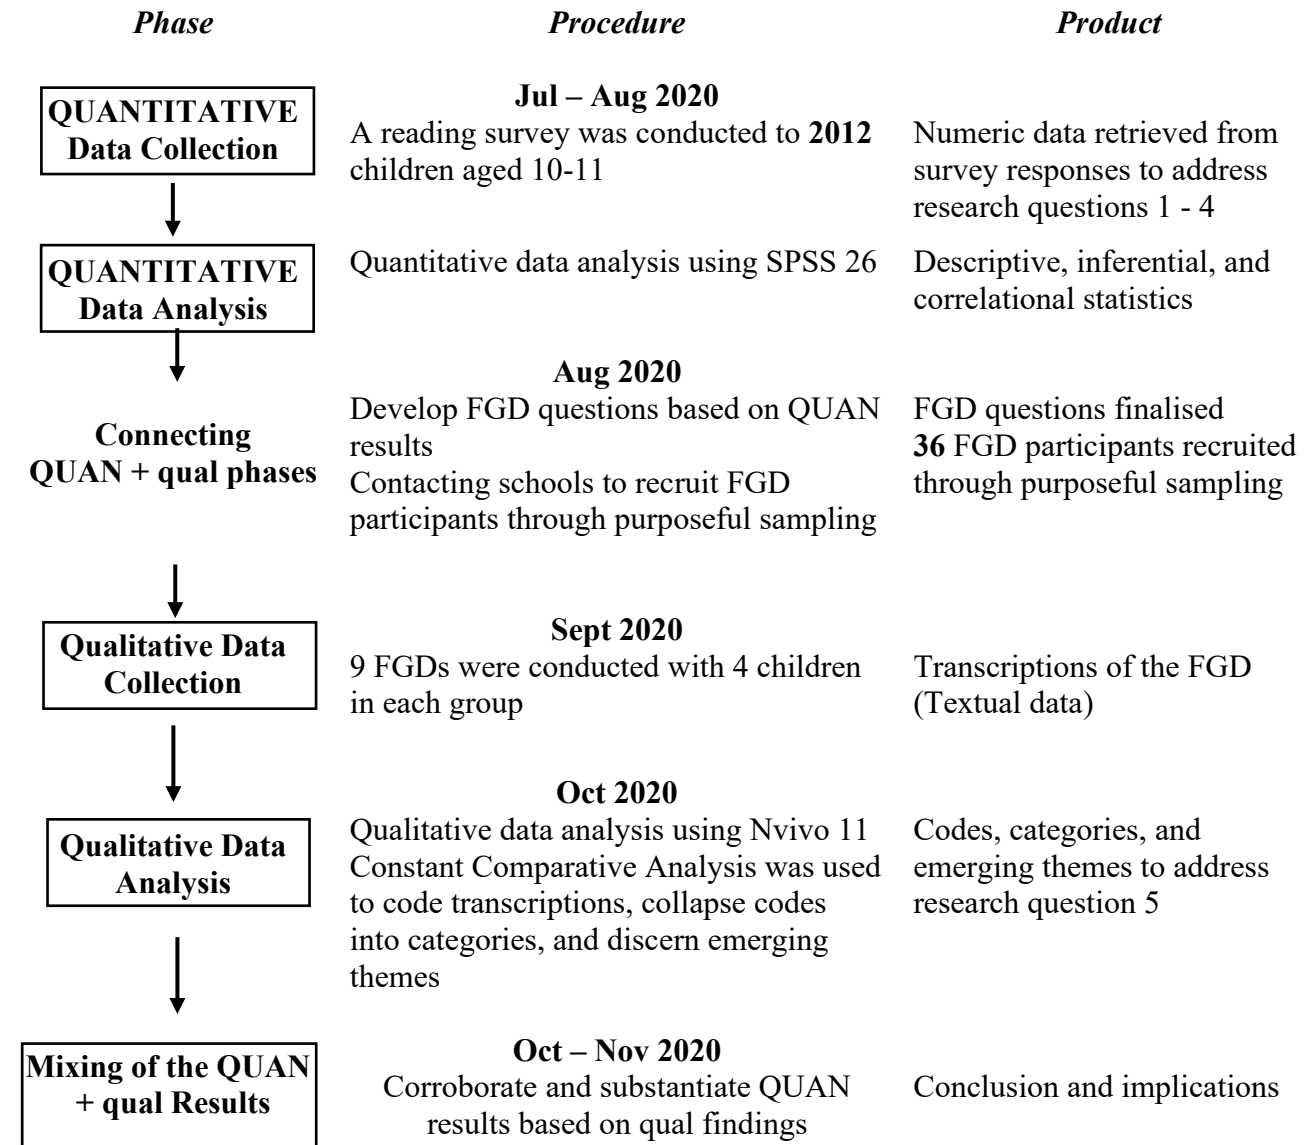 Phase Procedure Product
QUANTITATIVE
Data Collection
Jul – Aug 2020
A reading survey was conducted to 2012
children aged 10-11
Numeric data retrieved from
survey responses to address
research questions 1 - 4
QUANTITATIVE
Data Analysis
Quantitative data analysis using SPSS 26
Descriptive, inferential, and
correlational statistics
Connecting
QUAN + qual phases
Aug 2020
Develop FGD questions based on QUAN
results
Contacting schools to recruit FGD
participants through purposeful sampling
FGD questions finalised
36 FGD participants recruited
through purposeful sampling
Qualitative Data
Collection
Sept 2020
9 FGDs were conducted with 4 children
in each group
Transcriptions of the FGD
(Textual data)
Qualitative Data
Analysis
Oct 2020
Qualitative data analysis using Nvivo 11
Constant Comparative Analysis was used
to code transcriptions, collapse codes
into categories, and discern emerging
themes
Codes, categories, and
emerging themes to address
research question 5
Mixing of the QUAN
+ qual Results
Oct – Nov 2020
Corroborate and substantiate QUAN
results based on qual findings
Conclusion and implications